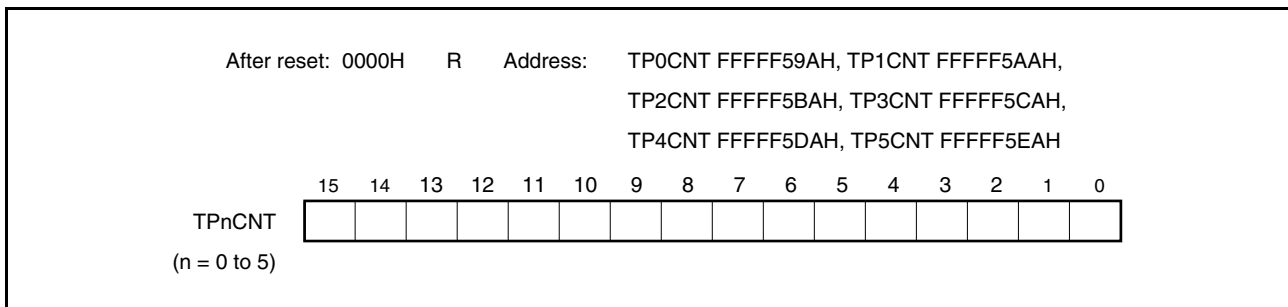 After reset: 0000H R Address: TP0CNT FFFFF59AH, TP1CNT FFFFF5AAH,
TP2CNT FFFFF5BAH, TP3CNT FFFFF5CAH,
TP4CNT FFFFF5DAH, TP5CNT FFFFF5EAH
15 14 13 12 11 10 9 8 7 6 5 4 3 2 1 0
TPnCNT
(n = 0 to 5)